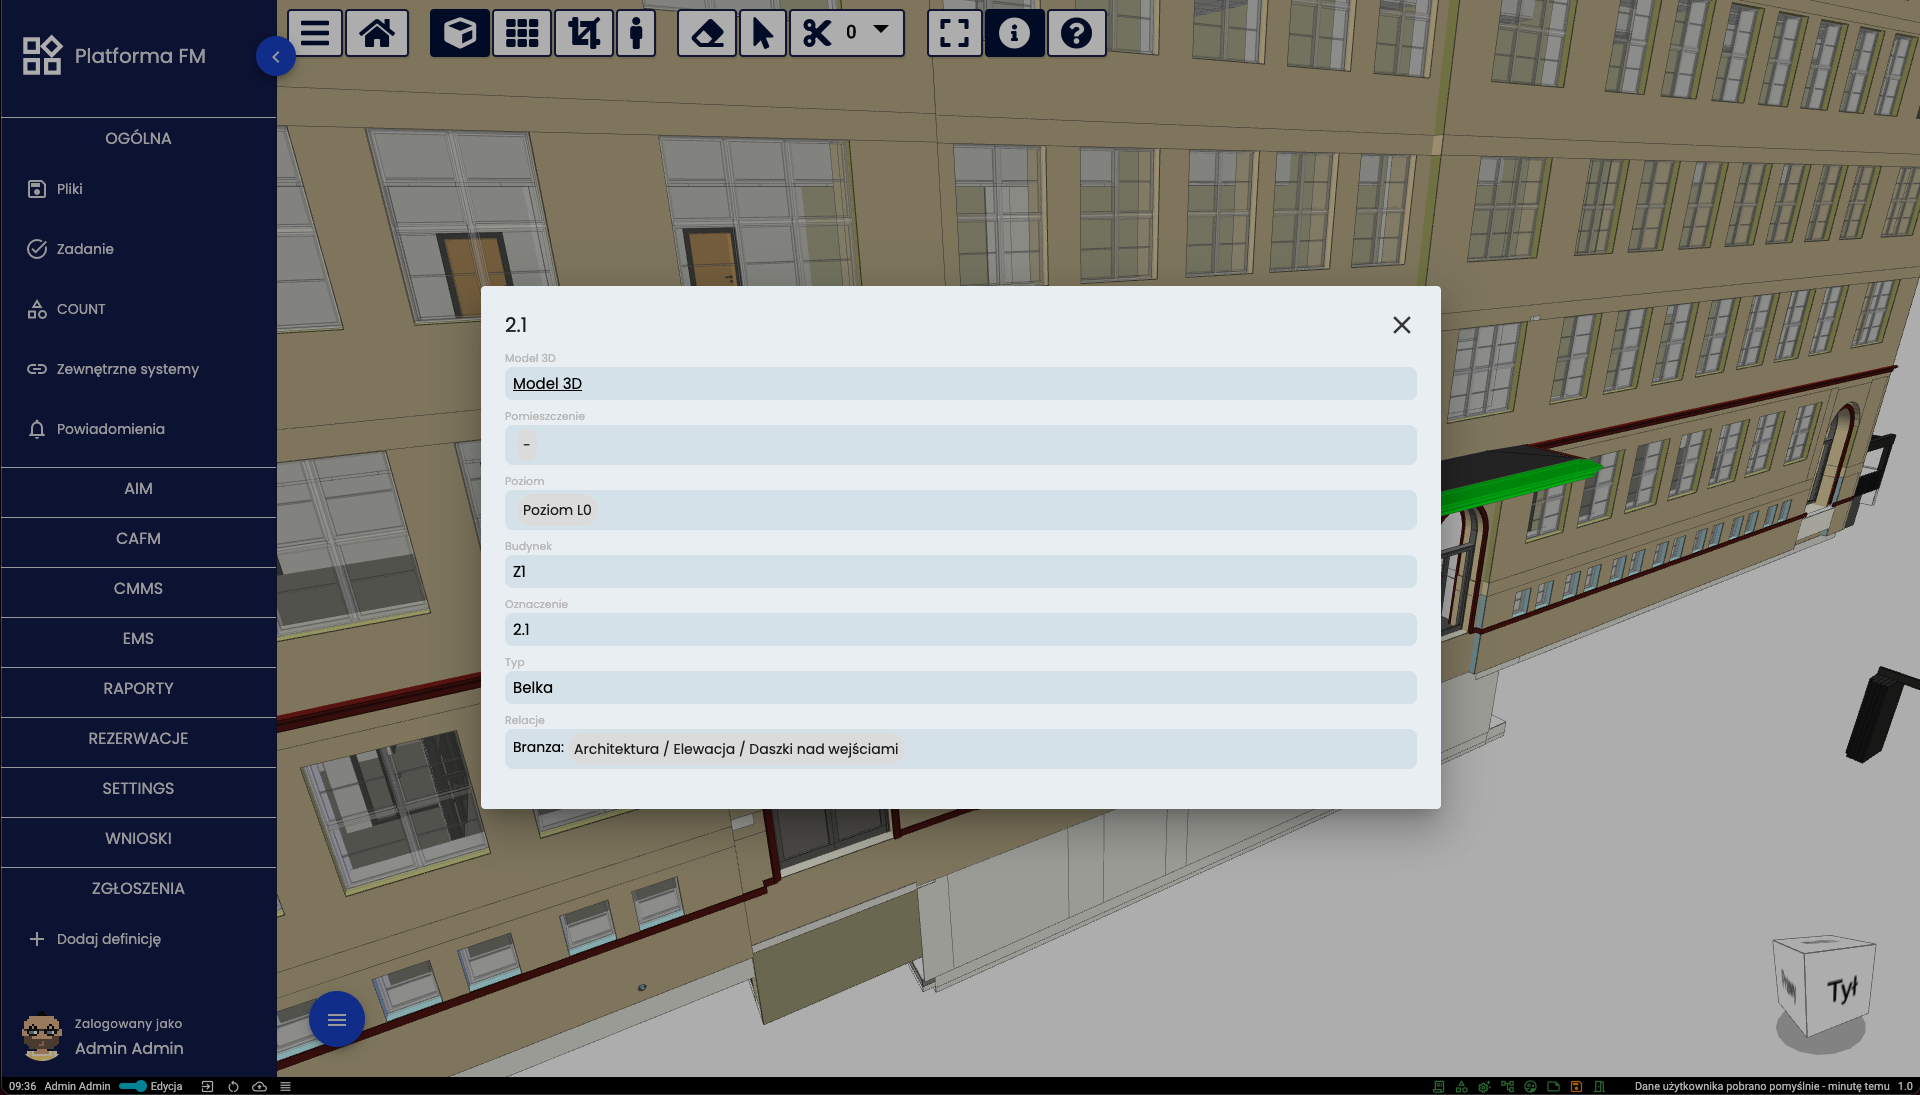 Platforma FM
0
OGÓLNA
Pliki
Zadanie
COUNT
Zewnętrzne systemy
Powiadomienia
AIM
CAFM
CMMS
EMS
RAPORTY
REZERWACJE
SETTINGS
WNIOSKI
ZGŁOSZENIA
Dodaj definicję
Zalogowany jako
Admin Admin
2.1
Model 3D
Model 3D
Pomieszczenie
-
Poziom
Poziom L0
Budynek
Z1
Oznaczenie
2.1
Typ
Belka
Relacje
Branza: Architektura / Elewacja / Daszki nad wejściami
Tył
09:36 Admin Admin Edycja
Dane użytkownika pobrano pomyślnie - minutę temu 1.0